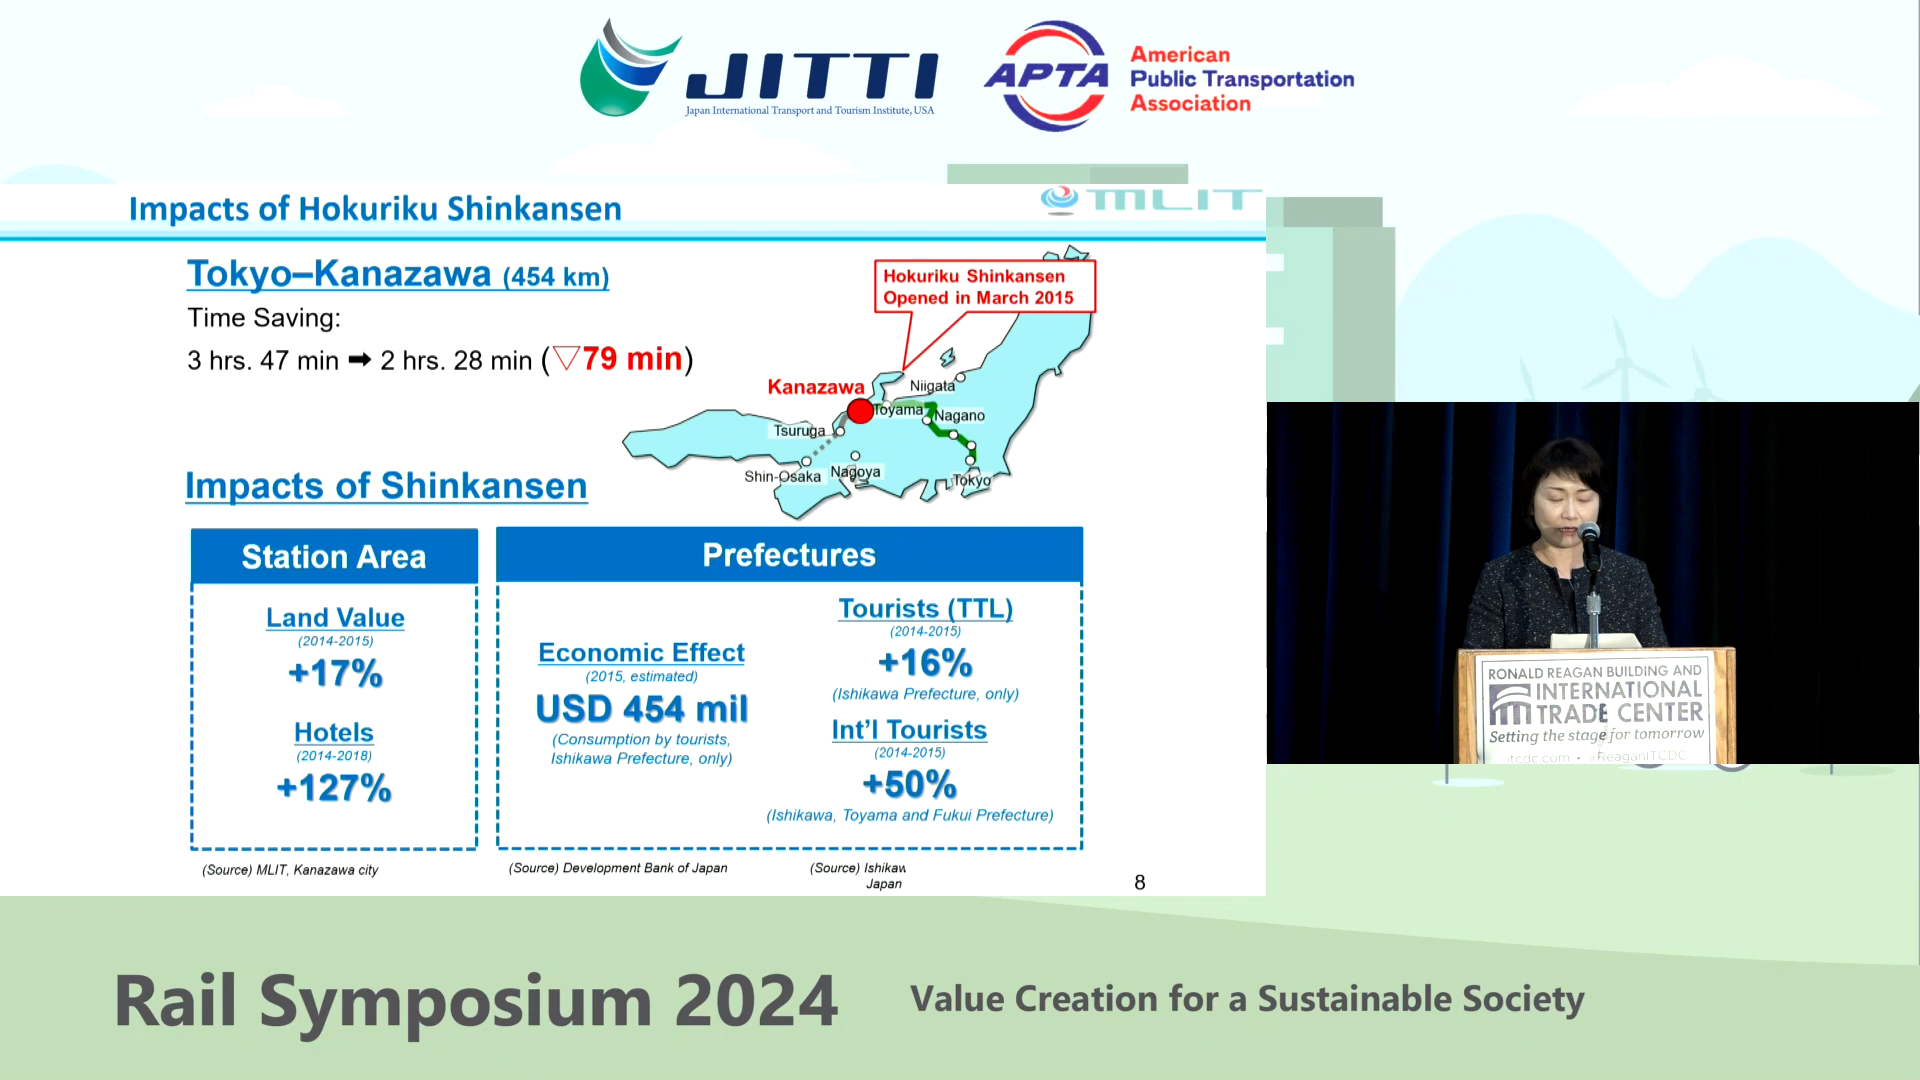 JITTI
Japan International Transport and Tourism Institute, USA
APTA
American
Public Transportation
Association
Impacts of Hokuriku Shinkansen
MLIT
Tokyo–Kanazawa (454 km)
Time Saving:
3 hrs. 47 min ➡ 2 hrs. 28 min (▽79 min)
Hokuriku Shinkansen
Opened in March 2015
Kanazawa
Niigata
Toyama
Nagano
Tsuruga
Shin-Osaka
Nagoya
Tokyo
Impacts of Shinkansen
Station Area
Land Value
(2014-2015)
+17%
Hotels
(2014-2018)
+127%
(Source) MLIT, Kanazawa city
Prefectures
Economic Effect
(2015, estimated)
USD 454 mil
(Consumption by tourists,
Ishikawa Prefecture, only)
Tourists (TTL)
(2014-2015)
+16%
(Ishikawa Prefecture, only)
Int'l Tourists
(2014-2015)
+50%
(Ishikawa, Toyama and Fukui Prefecture)
(Source) Development Bank of Japan
(Source) Ishikaw
Japan
8
RONALD REAGAN BUILDING AND
INTERNATIONAL
TRADE CENTER
Setting the stage for tomorrow
itcdc.com • @ReaganITCDC
Rail Symposium 2024
Value Creation for a Sustainable Society